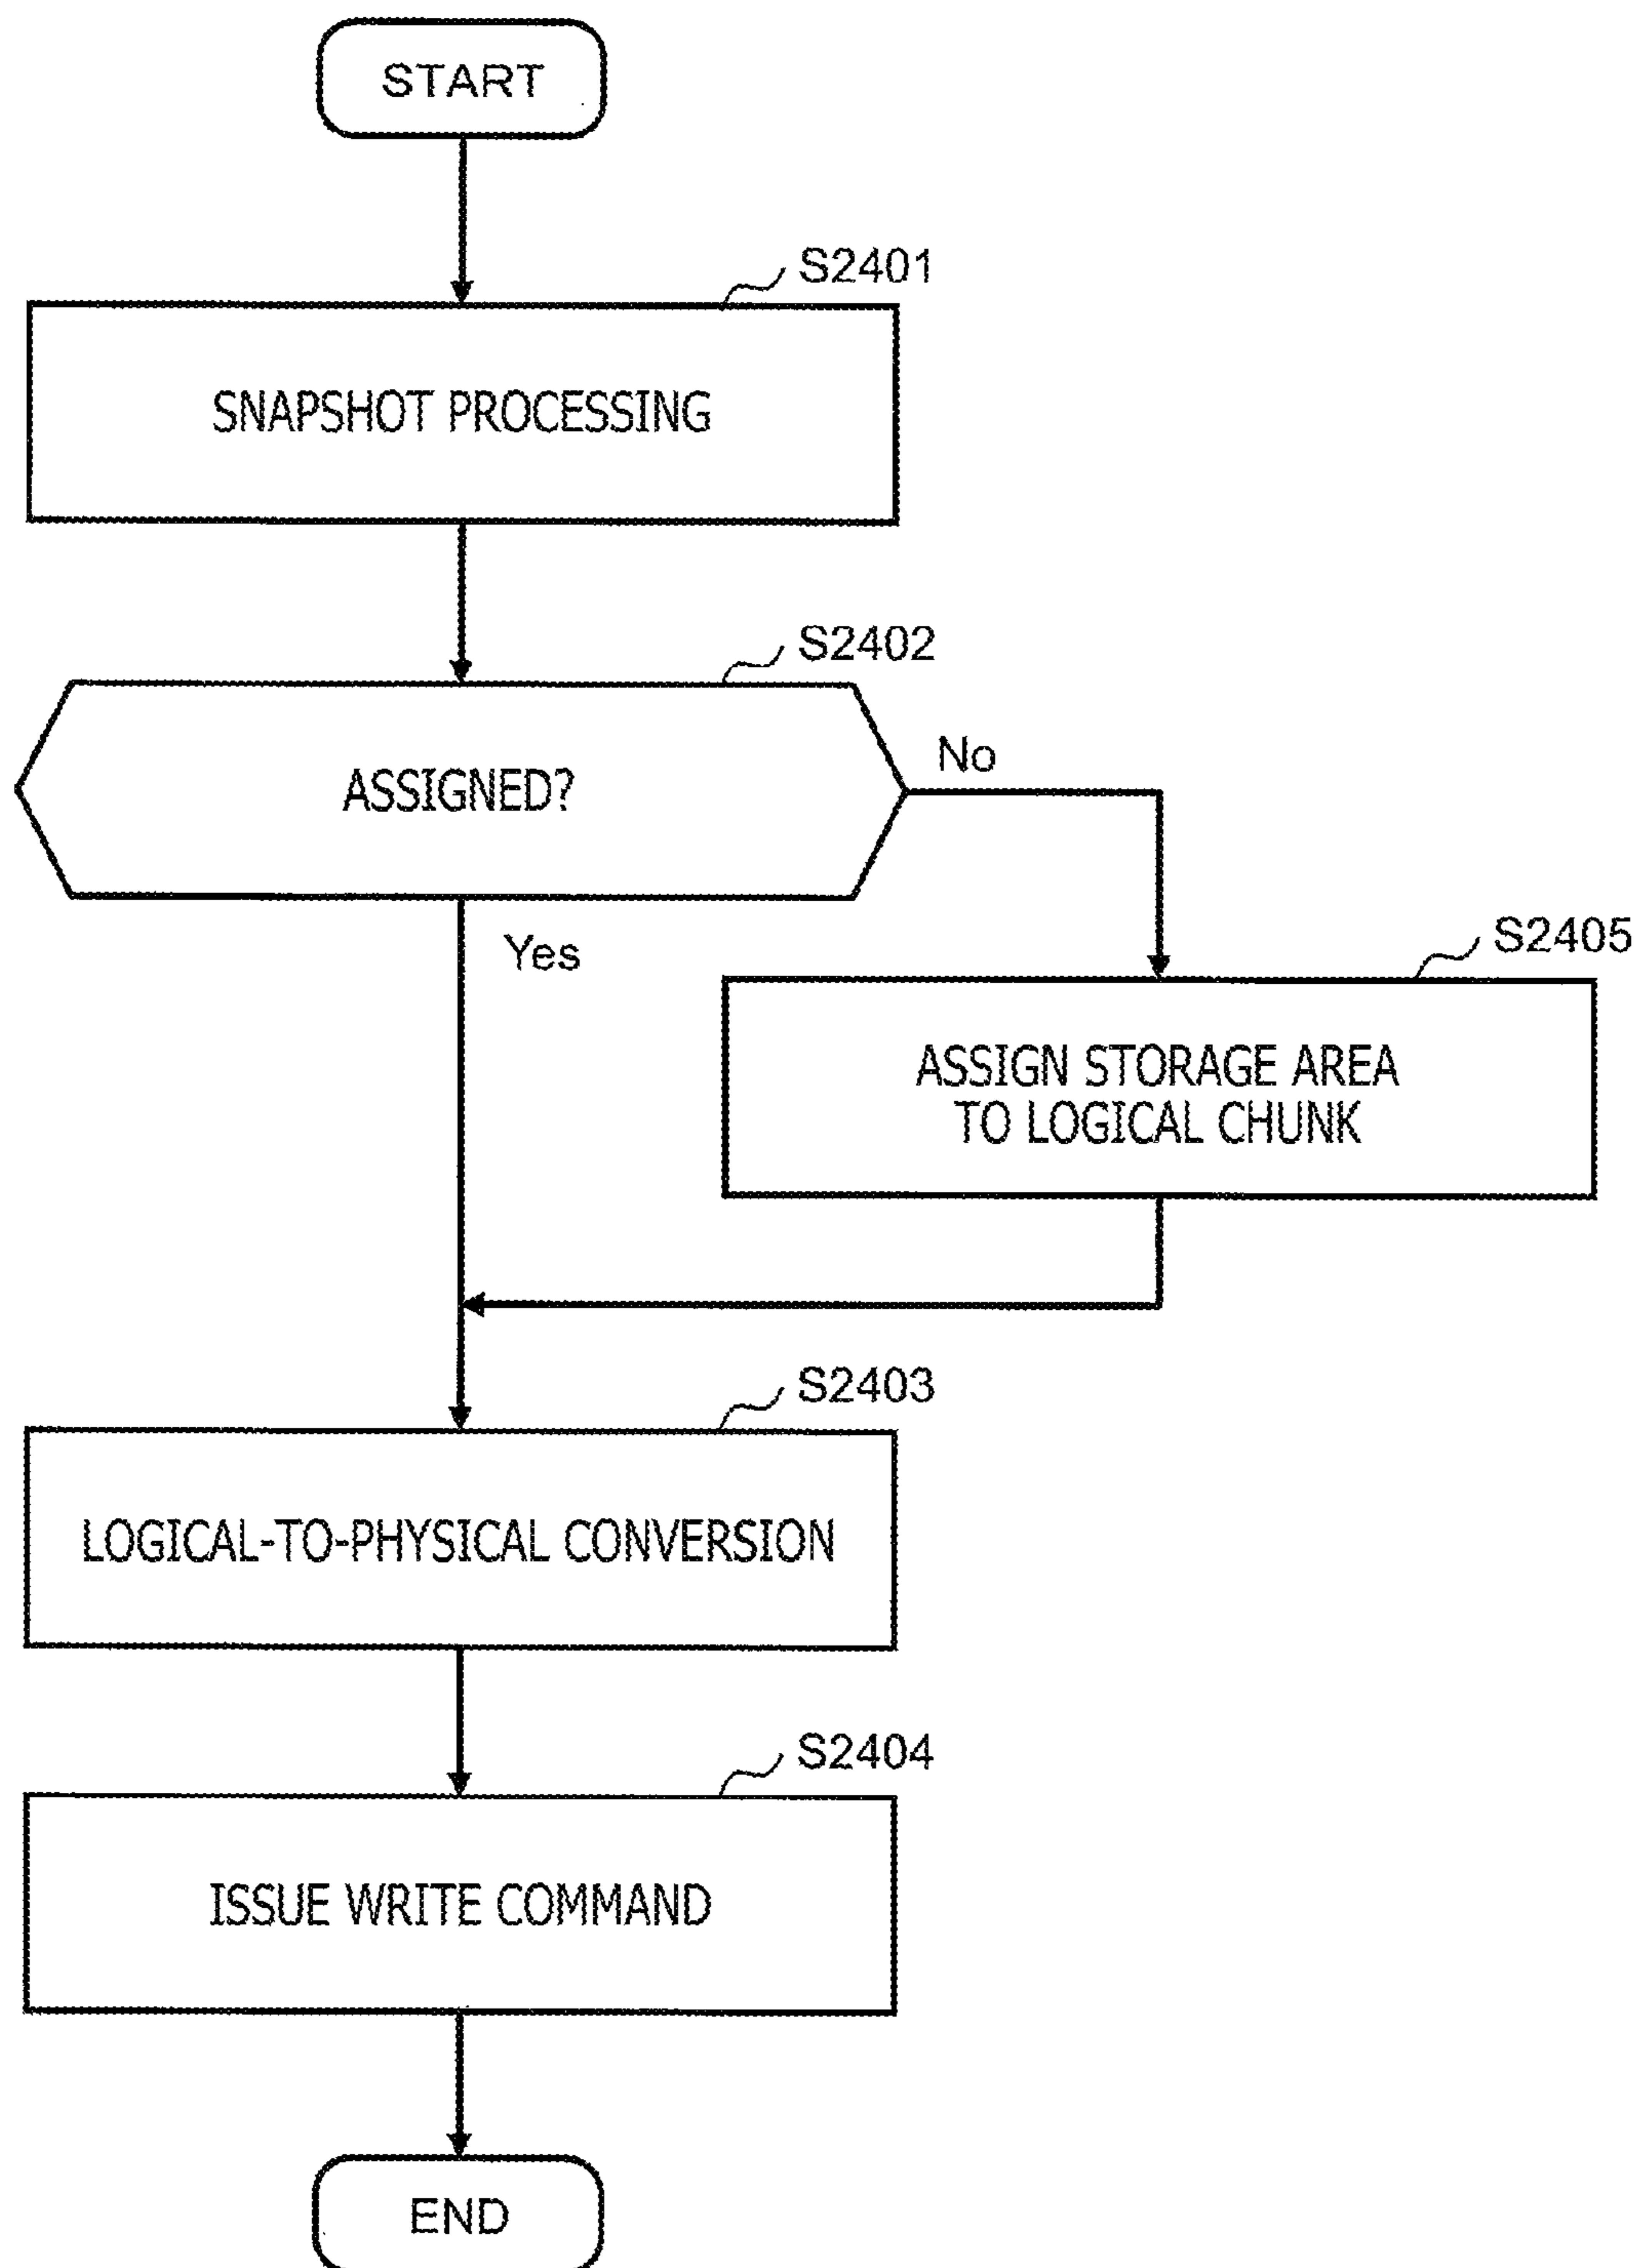 START
S2401
SNAPSHOT PROCESSING
S2402
ASSIGNED?
No
Yes
S2405
ASSIGN STORAGE AREA
TO LOGICAL CHUNK
S2403
LOGICAL-TO-PHYSICAL CONVERSION
S2404
ISSUE WRITE COMMAND
END